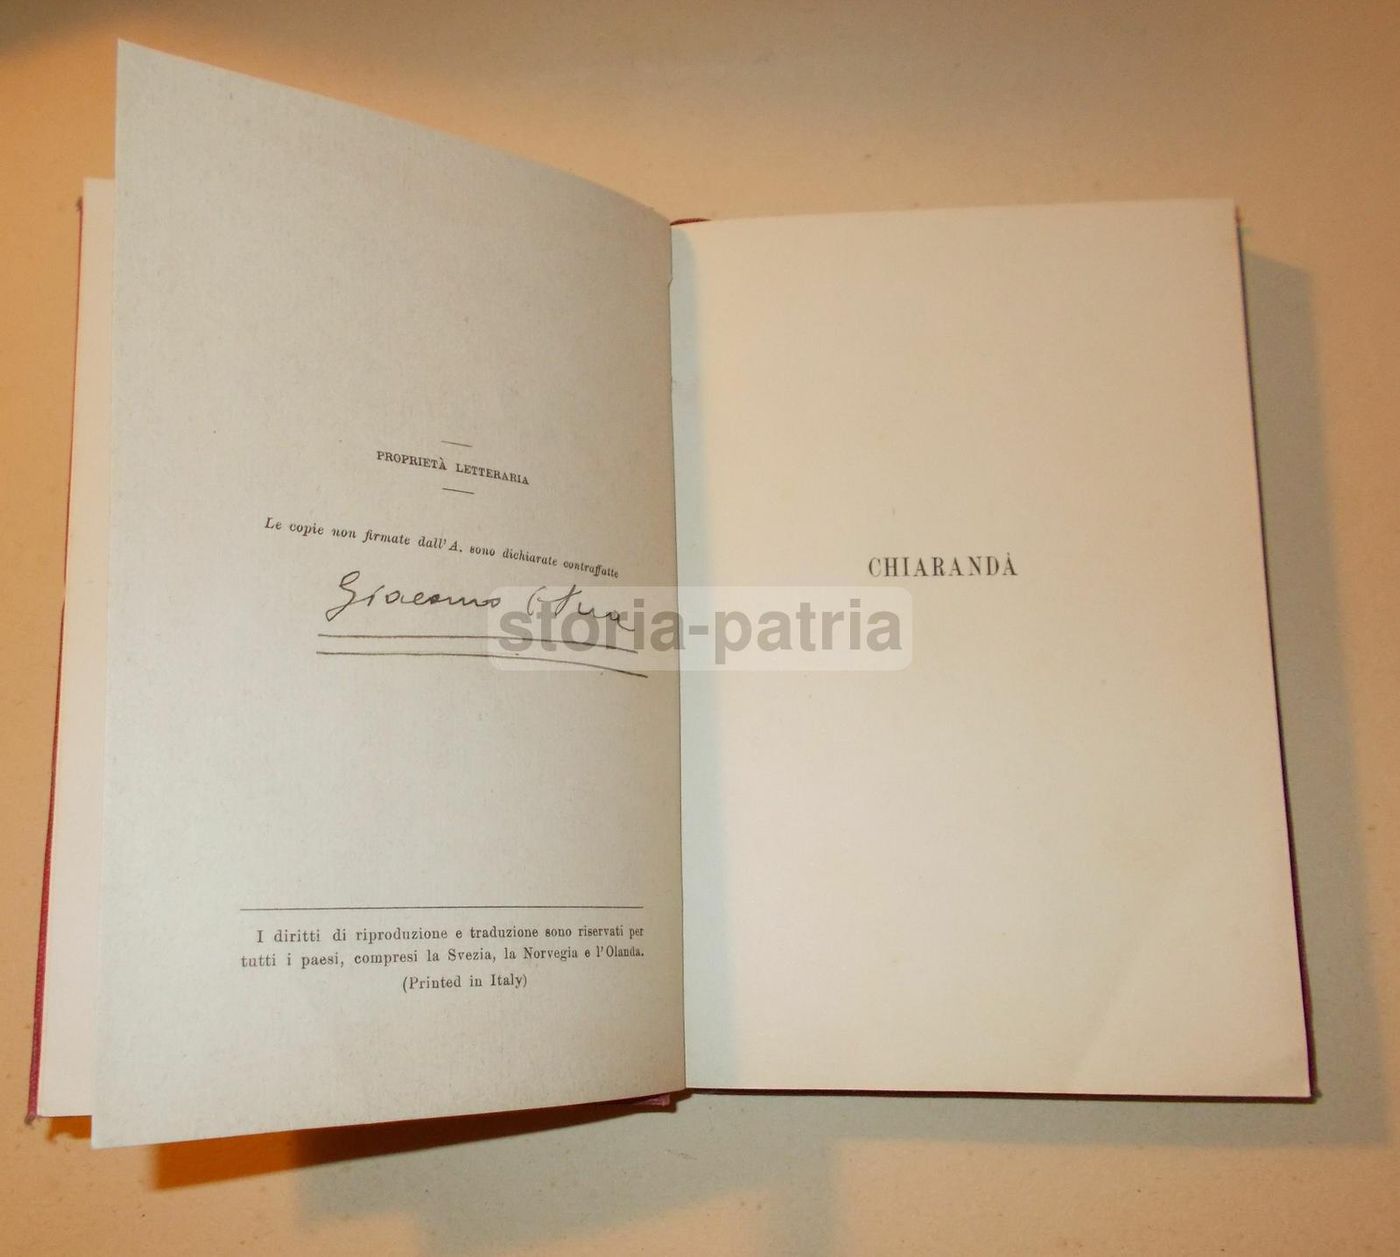 PROPRIETÀ LETTERARIA
Le copie non firmate dall'A. sono dichiarate contraffatte
Giacomo Etna
I diritti di riproduzione e traduzione sono riservati per
tutti i paesi, compresi la Svezia, la Norvegia e l'Olanda.
(Printed in Italy)
CHIARANDÀ
storia-patria